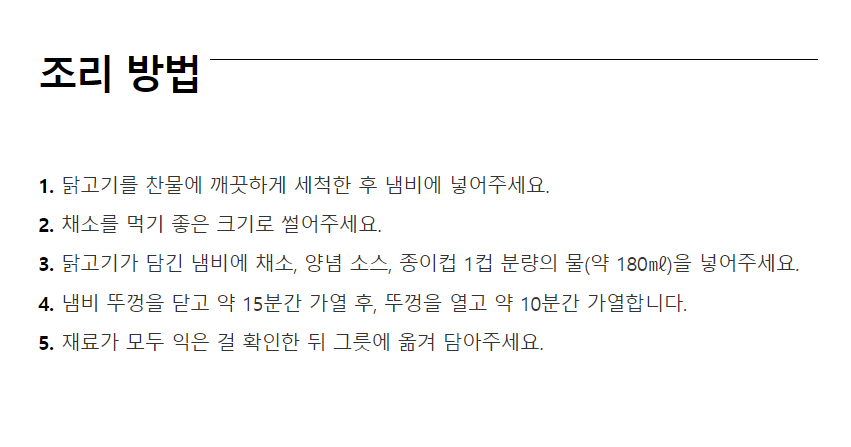 조리 방법
1. 닭고기를 찬물에 깨끗하게 세척한 후 냄비에 넣어주세요.
2. 채소를 먹기 좋은 크기로 썰어주세요.
3. 닭고기가 담긴 냄비에 채소, 양념 소스, 종이컵 1컵 분량의 물(약 180㎖)을 넣어주세요.
4. 냄비 뚜껑을 닫고 약 15분간 가열 후, 뚜껑을 열고 약 10분간 가열합니다.
5. 재료가 모두 익은 걸 확인한 뒤 그릇에 옮겨 담아주세요.